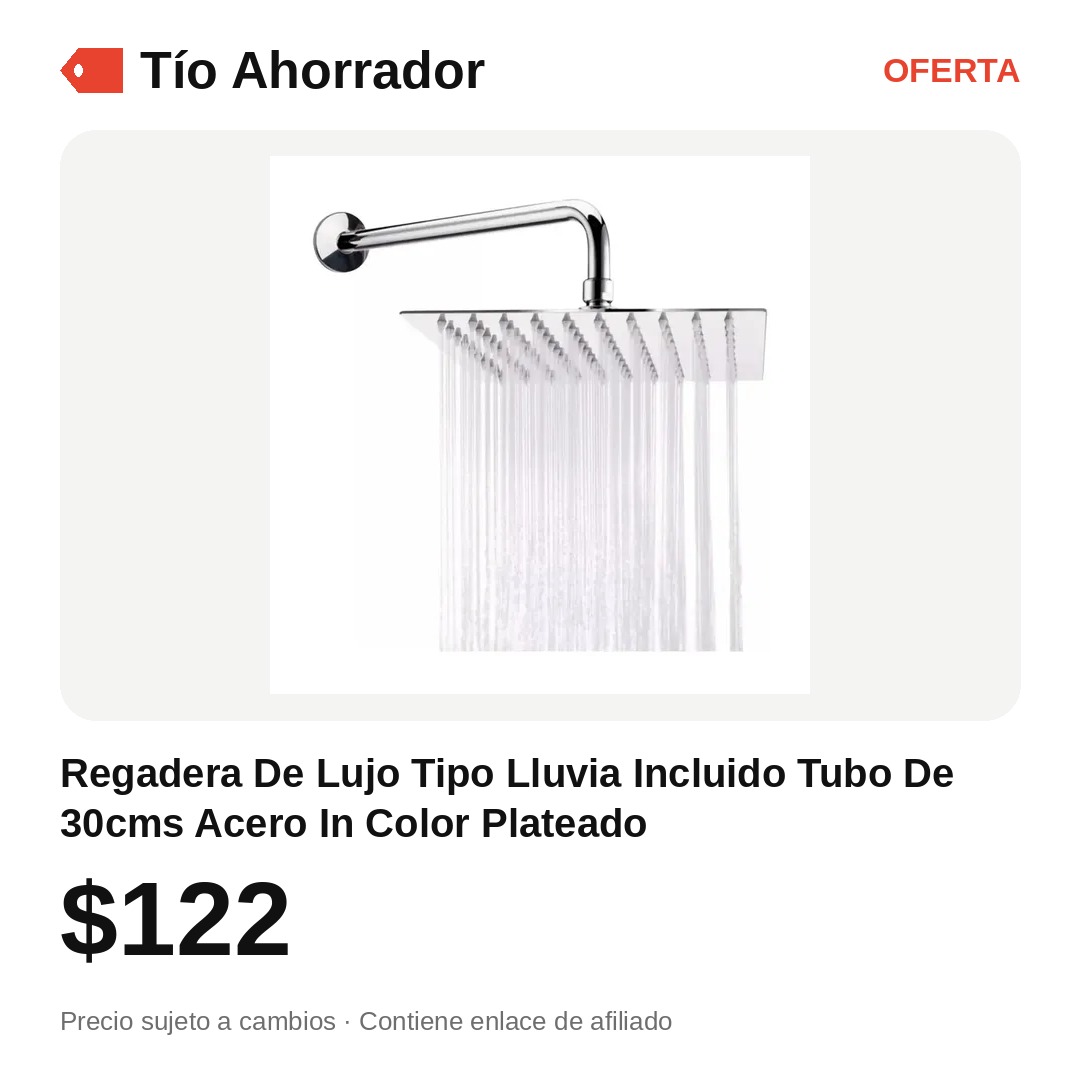 Tío Ahorrador
OFERTA
Regadera De Lujo Tipo Lluvia Incluido Tubo De
30cms Acero In Color Plateado
$122
Precio sujeto a cambios · Contiene enlace de afiliado